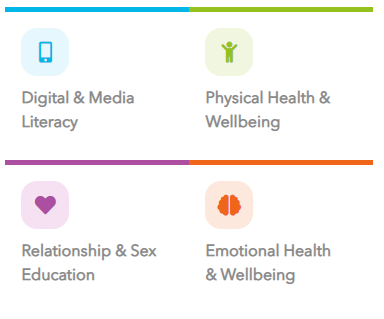 Digital & Media
Literacy
Physical Health &
Wellbeing
Relationship & Sex
Education
Emotional Health
& Wellbeing